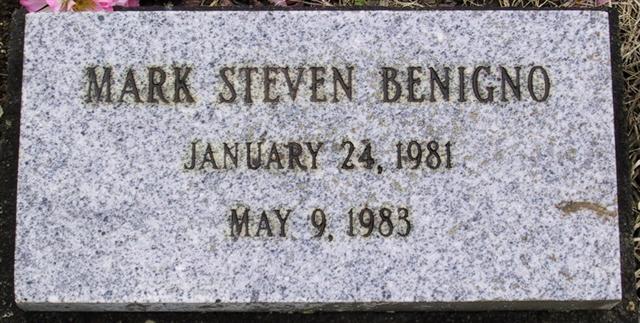 MARK STEVEN BENIGNO
JANUARY 24, 1981
MAY 9, 1983